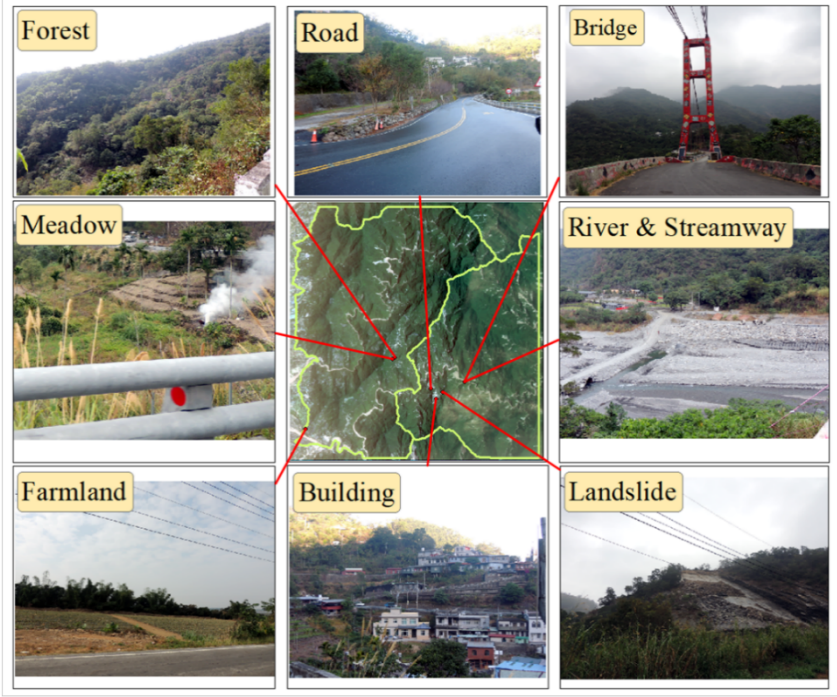 Forest
Road
Bridge
Meadow
River & Streamway
Farmland
Building
Landslide